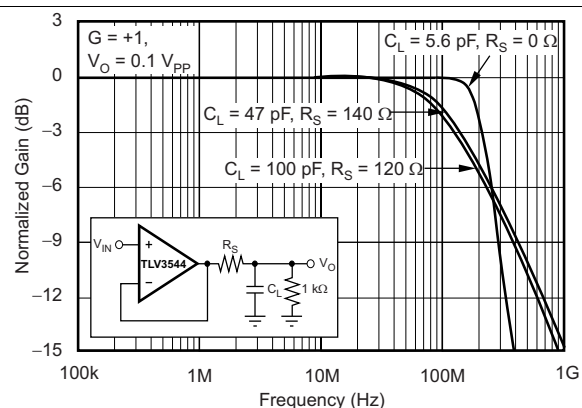 3
0
−3
−6
−9
−12
−15
Normalized Gain (dB)
G = +1,
V_O = 0.1 V_PP
C_L = 5.6 pF, R_S = 0 Ω
C_L = 47 pF, R_S = 140 Ω
C_L = 100 pF, R_S = 120 Ω
V_IN
+
−
TLV3544
R_S
V_O
C_L
1 kΩ
100k
1M
10M
100M
1G
Frequency (Hz)